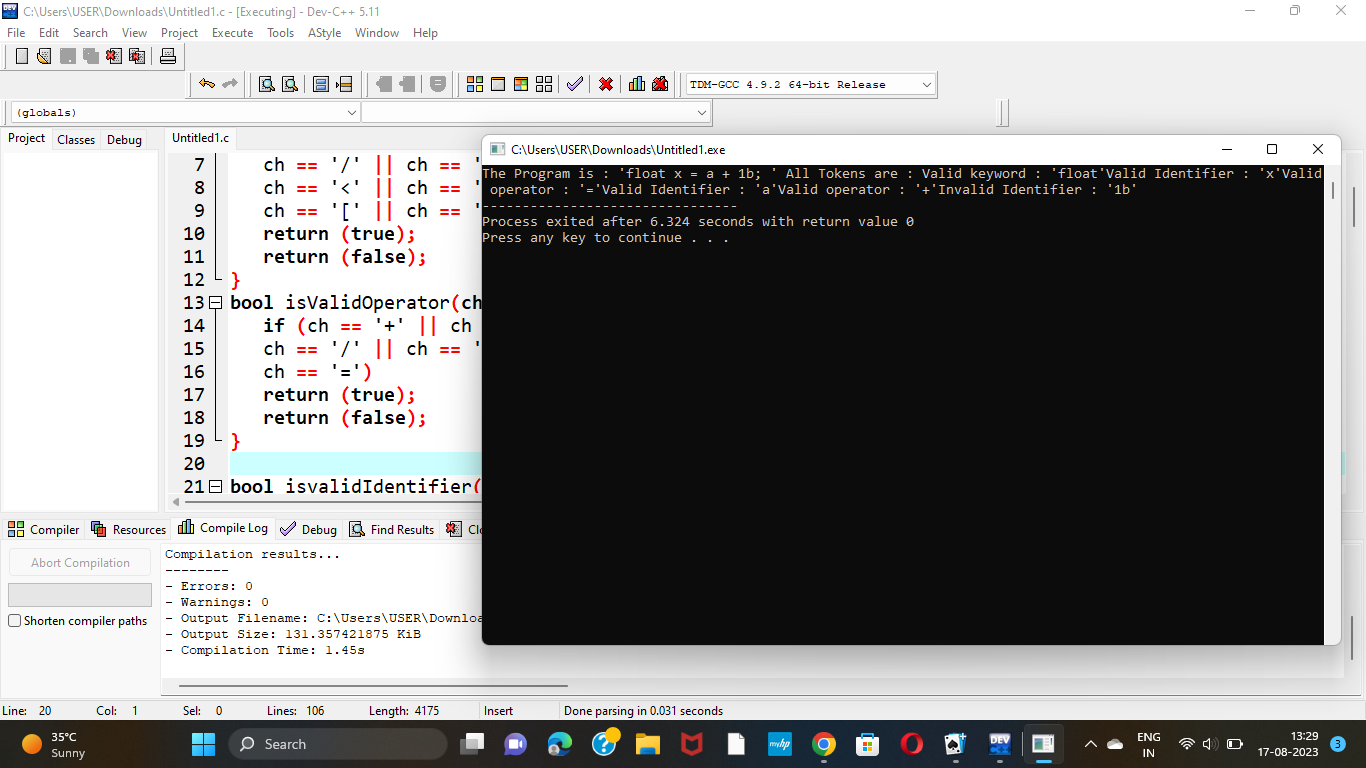 C:\Users\USER\Downloads\Untitled1.c - [Executing] - Dev-C++ 5.11
File Edit Search View Project Execute Tools AStyle Window Help
TDM-GCC 4.9.2 64-bit Release
(globals)
Project Classes Debug
Untitled1.c
7 ch == '/' || ch == '
8 ch == '<' || ch == '
9 ch == '[' || ch == '
10 return (true);
11 return (false);
12 }
13 bool isValidOperator(ch
14 if (ch == '+' || ch
15 ch == '/' || ch == '
16 ch == '=')
17 return (true);
18 return (false);
19 }
20
21 bool isvalidIdentifier(
C:\Users\USER\Downloads\Untitled1.exe
The Program is : 'float x = a + 1b; ' All Tokens are : Valid keyword : 'float'Valid Identifier : 'x'Valid
operator : '='Valid Identifier : 'a'Valid operator : '+'Invalid Identifier : '1b'
--------------------------------
Process exited after 6.324 seconds with return value 0
Press any key to continue . . .
Compiler Resources Compile Log Debug Find Results Clo
Abort Compilation
Shorten compiler paths
Compilation results...
--------
- Errors: 0
- Warnings: 0
- Output Filename: C:\Users\USER\Downloa
- Output Size: 131.357421875 KiB
- Compilation Time: 1.45s
Line: 20 Col: 1 Sel: 0 Lines: 106 Length: 4175 Insert Done parsing in 0.031 seconds
35°C
Sunny
Search
ENG
IN
13:29
17-08-2023
3